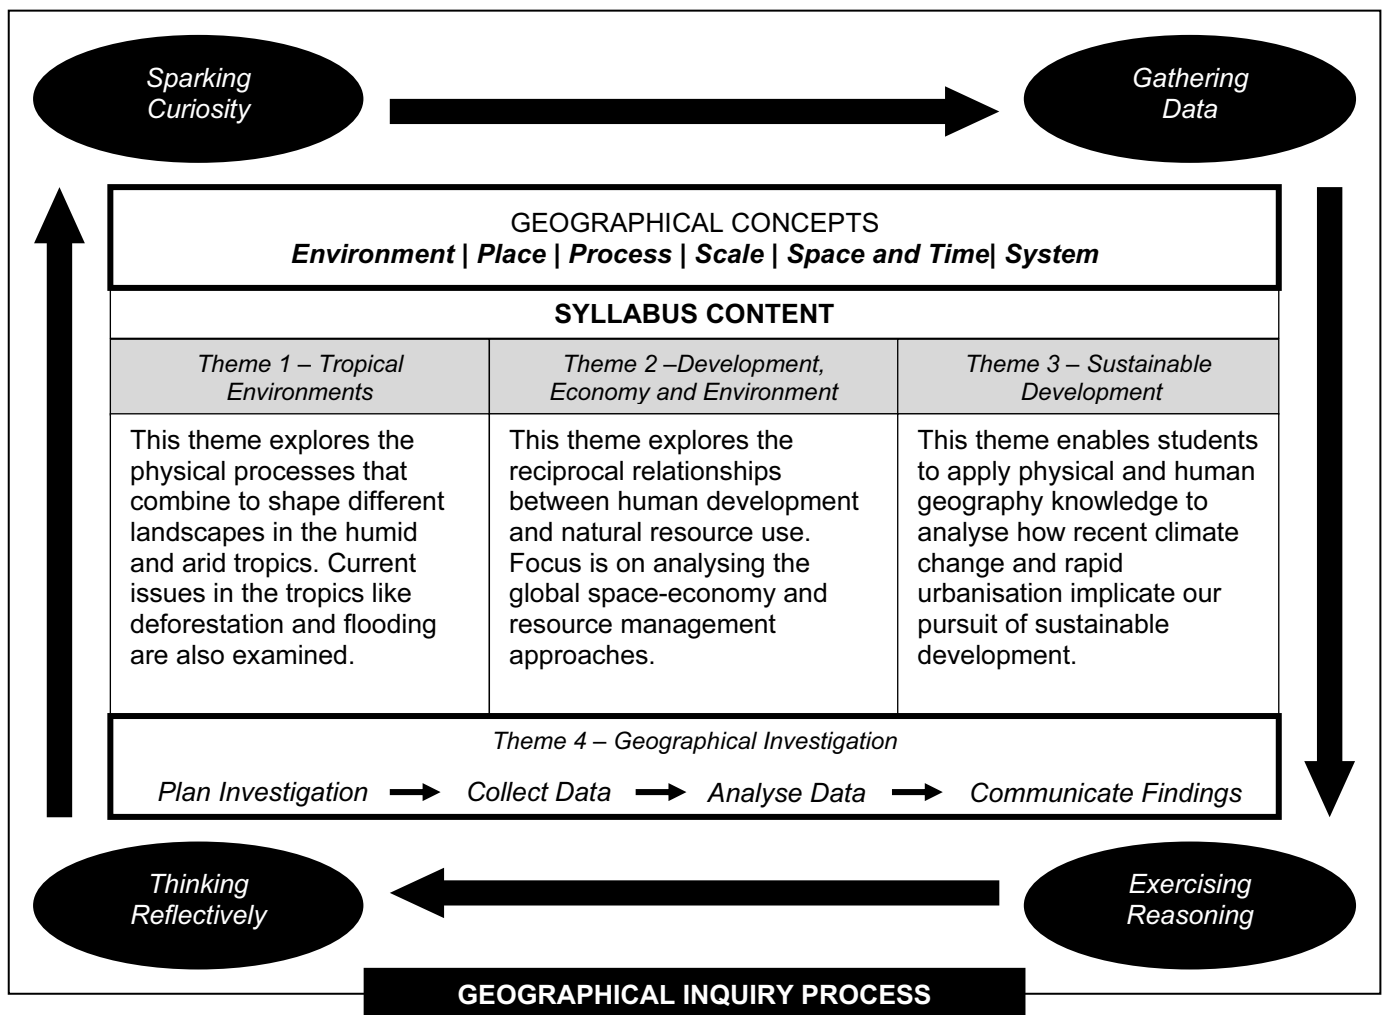 Sparking
Curiosity
Gathering
Data
GEOGRAPHICAL CONCEPTS
Environment | Place | Process | Scale | Space and Time| System
SYLLABUS CONTENT
Theme 1 – Tropical
Environments
Theme 2 –Development,
Economy and Environment
Theme 3 – Sustainable
Development
This theme explores the
physical processes that
combine to shape different
landscapes in the humid
and arid tropics. Current
issues in the tropics like
deforestation and flooding
are also examined.
This theme explores the
reciprocal relationships
between human development
and natural resource use.
Focus is on analysing the
global space-economy and
resource management
approaches.
This theme enables students
to apply physical and human
geography knowledge to
analyse how recent climate
change and rapid
urbanisation implicate our
pursuit of sustainable
development.
Theme 4 – Geographical Investigation
Plan Investigation Collect Data Analyse Data Communicate Findings
Thinking
Reflectively
Exercising
Reasoning
GEOGRAPHICAL INQUIRY PROCESS